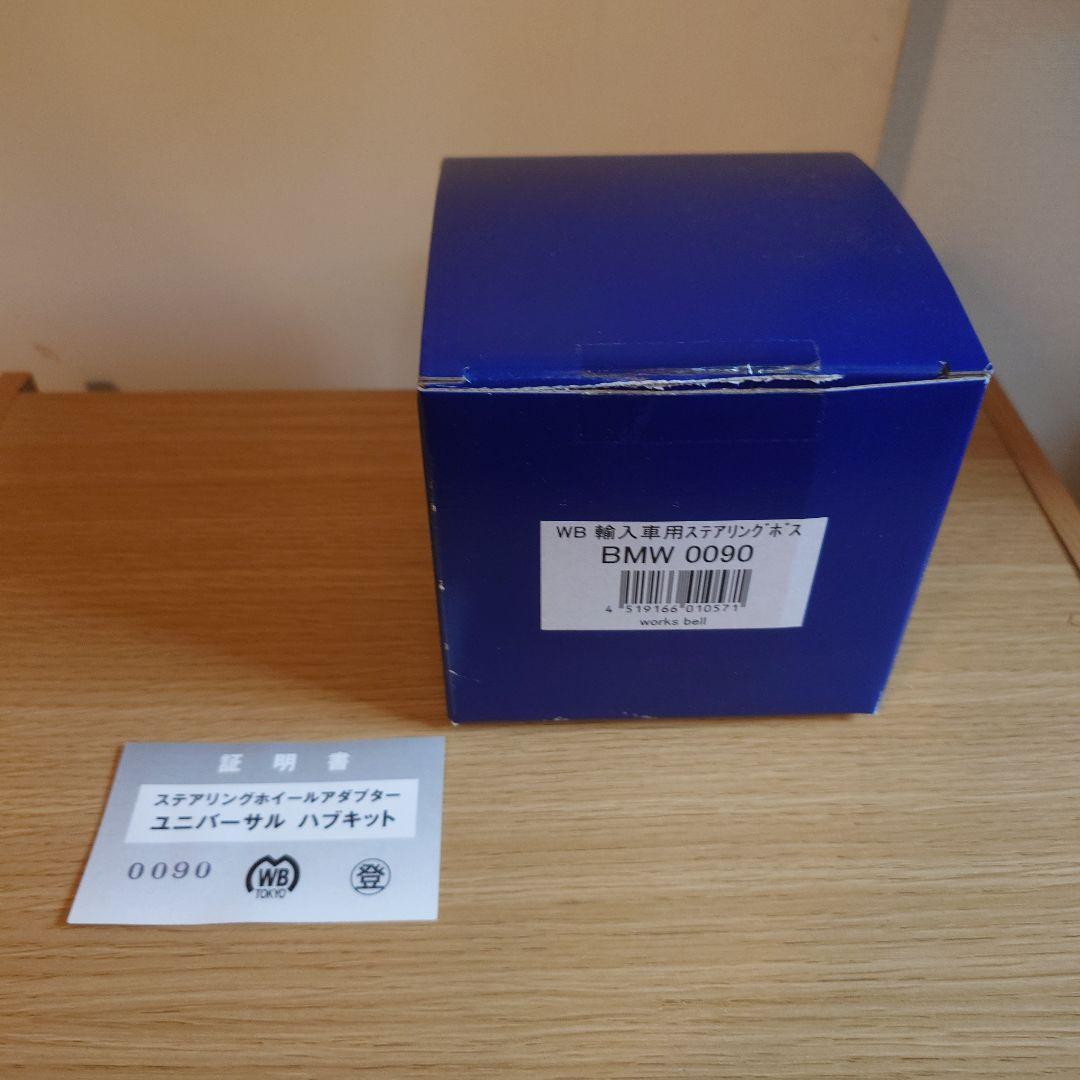 WB 輸入車用ｽﾃｱﾘﾝｸﾞﾎﾞｽ
BMW 0090
4 519166 010571
works bell
証明書
ステアリングホイールアダプター
ユニバーサル ハブキット
0090
WB
TOKYO
登